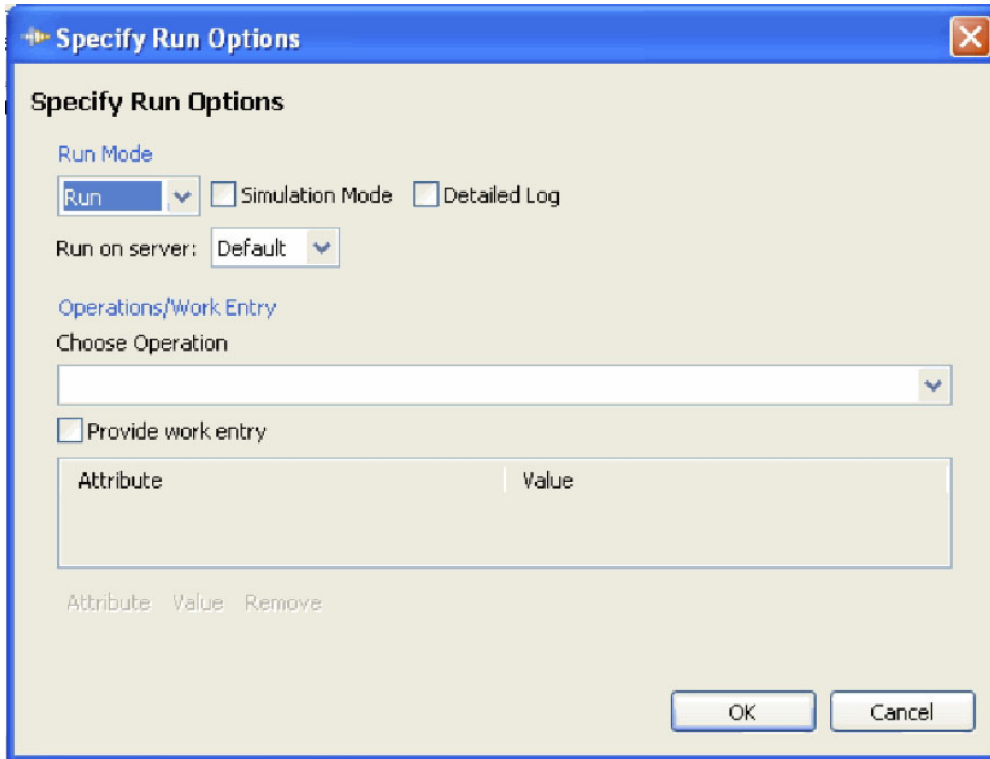 Specify Run Options
Specify Run Options
Run Mode
Run Simulation Mode Detailed Log
Run on server: Default
Operations/Work Entry
Choose Operation
Provide work entry
Attribute Value
Attribute Value Remove
OK Cancel